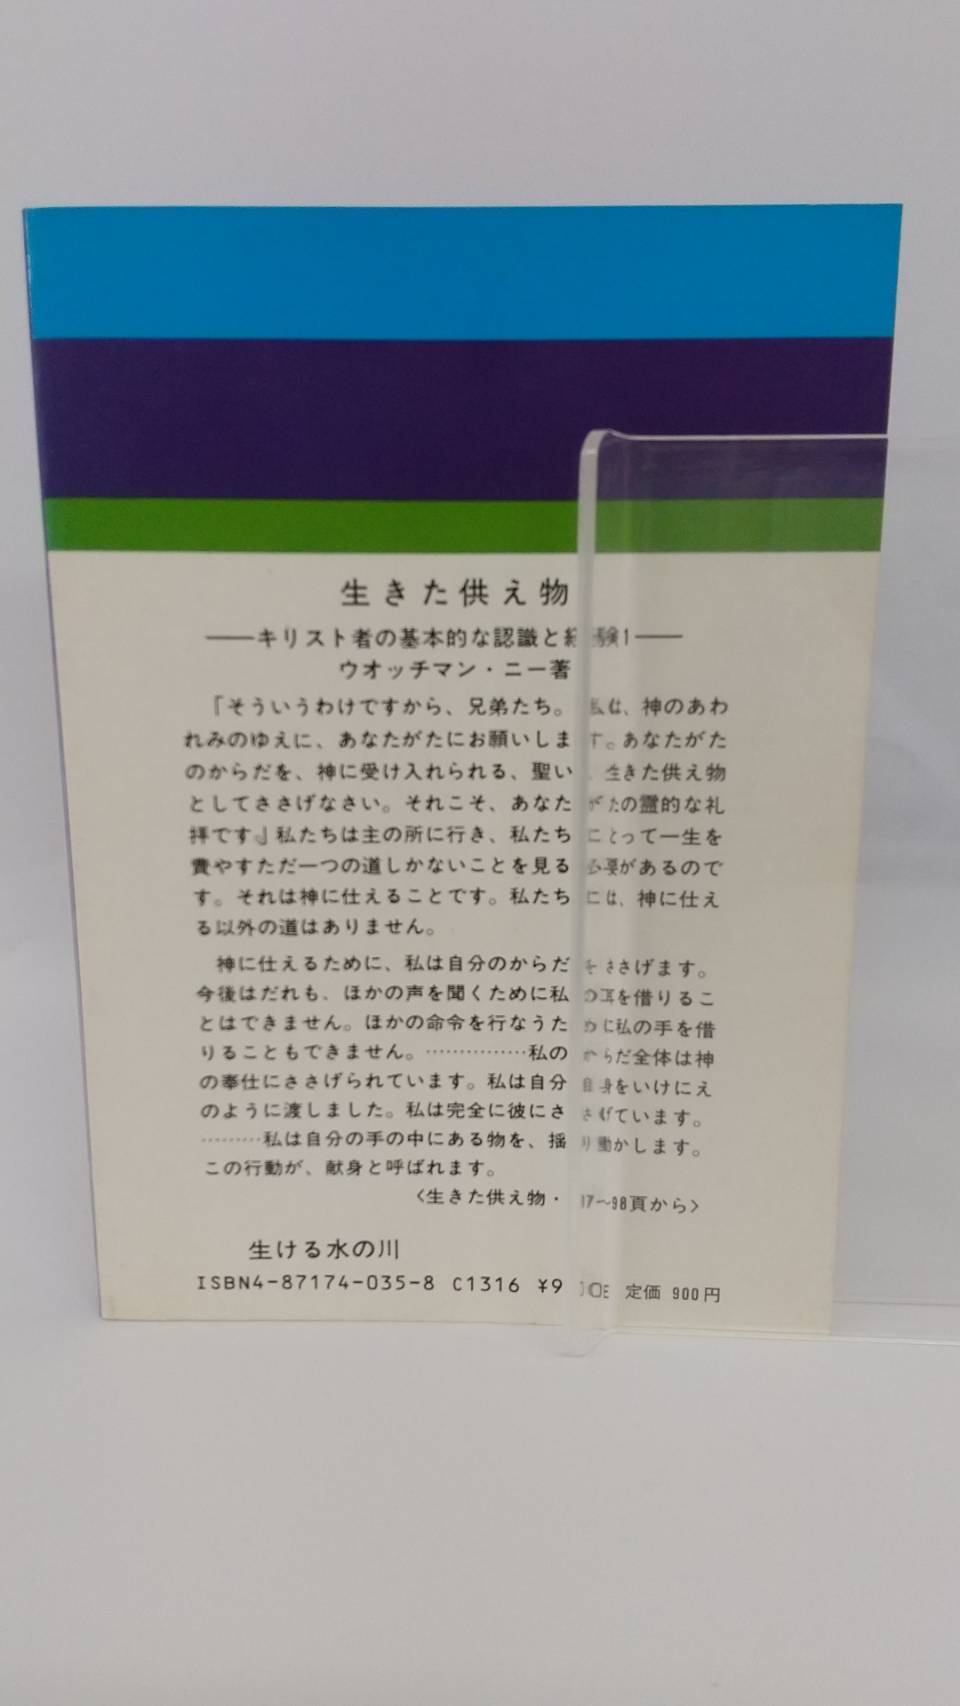 生きた供え物
――キリスト者の基本的な認識と経験1――
ウオッチマン・ニー著
「そういうわけですから、兄弟たち。私は、神のあわ
れみのゆえに、あなたがたにお願いします。あなたがた
のからだを、神に受け入れられる、聖い、生きた供え物
としてささげなさい。それこそ、あなたがたの霊的な礼
拝です』私たちは主の所に行き、私たちにとって一生を
費やすただ一つの道しかないことを見る必要があるので
す。それは神に仕えることです。私たちには、神に仕え
る以外の道はありません。
神に仕えるために、私は自分のからだをささげます。
今後はだれも、ほかの声を聞くために私の耳を借りるこ
とはできません。ほかの命令を行なうために私の手を借
りることもできません。……………私のからだ全体は神
の奉仕にささげられています。私は自分自身をいけにえ
のように渡しました。私は完全に彼にささげています。
………私は自分の手の中にある物を、揺り動かします。
この行動が、献身と呼ばれます。
〈生きた供え物・ 〜98頁から〉
生ける水の川
ISBN4-87174-035-8 C1316 ¥900E 定価 900円